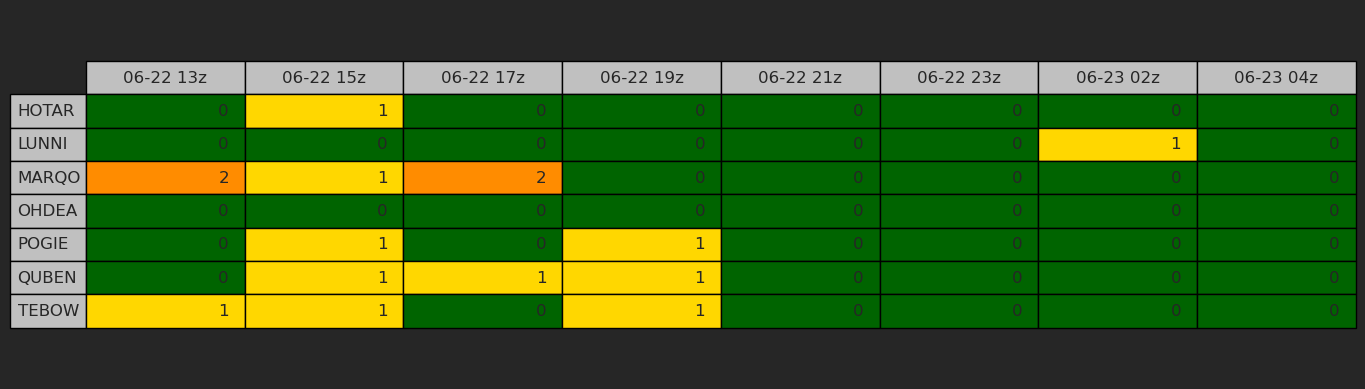 06-22 13z 06-22 15z 06-22 17z 06-22 19z 06-22 21z 06-22 23z 06-23 02z 06-23 04z
HOTAR 0 1 0 0 0 0 0 0
LUNNI 0 0 0 0 0 0 1 0
MARQO 2 1 2 0 0 0 0 0
OHDEA 0 0 0 0 0 0 0 0
POGIE 0 1 0 1 0 0 0 0
QUBEN 0 1 1 1 0 0 0 0
TEBOW 1 1 0 1 0 0 0 0